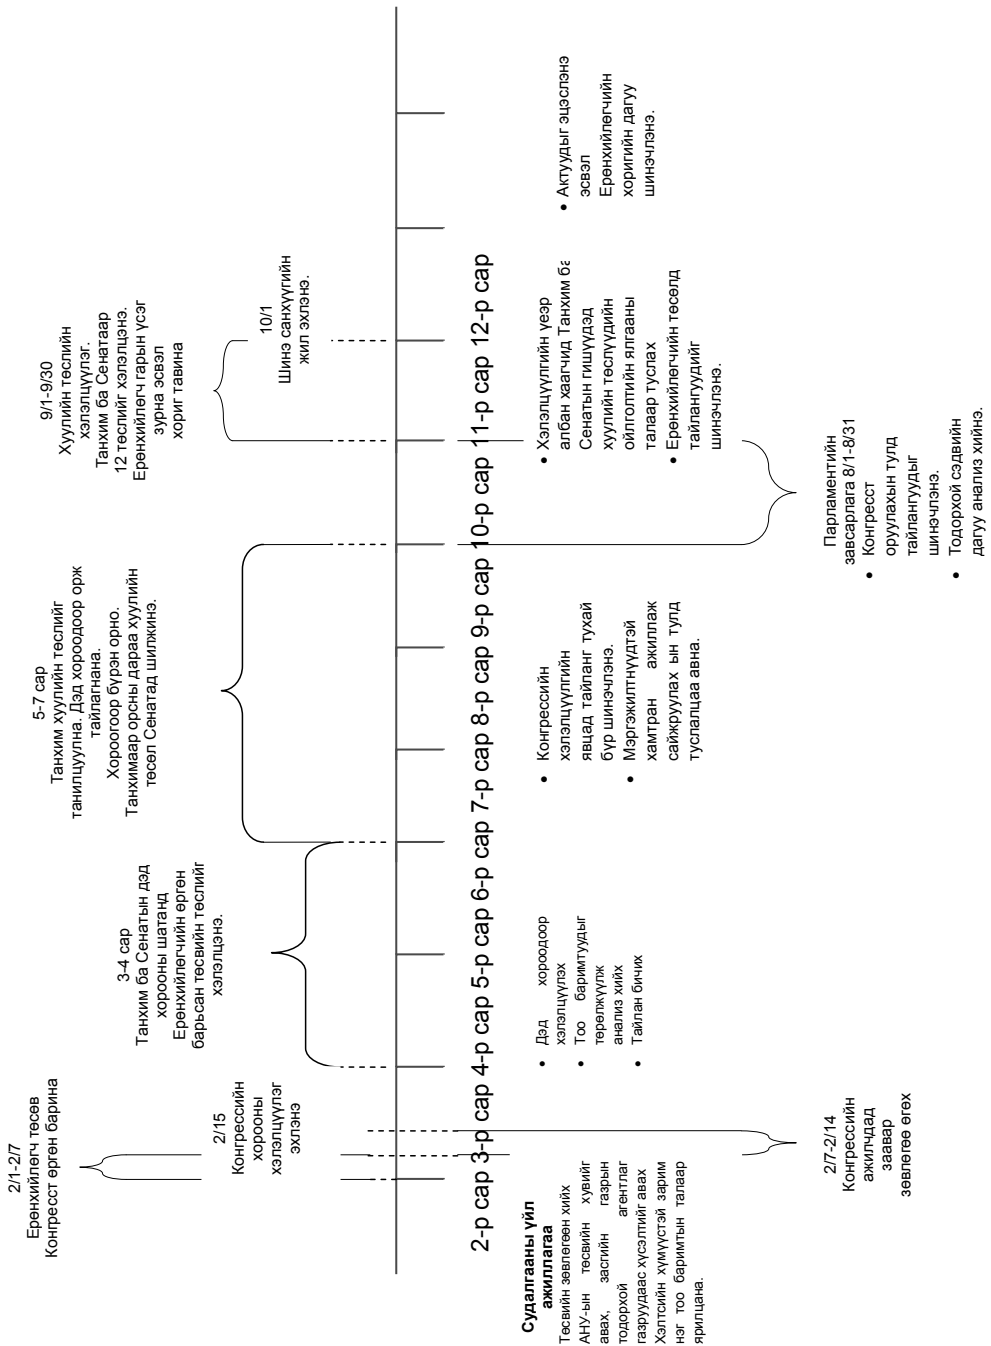 2/1-2/7
Ерөнхийлөгч төсөв
Конгресст өргөн барина
2/15
Конгрессийн
хорооны
хэлэлцүүлэг
эхлэнэ
3-4 сар
Танхим ба Сенатын дэд
хорооны шатанд
Ерөнхийлөгчийн өргөн
барьсан төсвийн төслийг
хэлэлцэнэ.
5-7 сар
Танхим хуулийн төслийг
танилцуулна. Дэд хороодоор орж
тайлагнана.
Хороогоор бүрэн орно.
Танхимаар орсны дараа хуулийн
төсөл Сенатад шилжинэ.
9/1-9/30
Хуулийн төслийн
хэлэлцүүлэг.
Танхим ба Сенатаар
12 төслийг хэлэлцэнэ.
Ерөнхийлөгч гарын үсэг
зурна эсвэл
хориг тавина
10/1
Шинэ санхүүгийн
жил эхлэнэ.
2-р сар 3-р сар 4-р сар 5-р сар 6-р сар 7-р сар 8-р сар 9-р сар 10-р сар 11-р сар 12-р сар
Судалгааны үйл
ажиллагаа
Төсвийн зөвлөгөөн хийх
АНУ-ын төсвийн хувийг
авах, засгийн газрын
тодорхой агентлаг
газруудаас хүсэлтийг авах
Хэлтсийн хүмүүстэй зарим
нэг тоо баримтын талаар
ярилцана.
• Дэд хороодоор
хэлэлцүүлэх
• Тоо баримтуудыг
төрөлжүүлж
анализ хийх
• Тайлан бичих
• Конгрессийн
хэлэлцүүлгийн
явцад тайланг тухай
бүр шинэчлэнэ.
• Мэргэжилтнүүдтэй
хамтран ажиллаж
сайжруулах ын тулд
туслалцаа авна.
• Хэлэлцүүлгийн үеэр
албан хаагчид Танхим ба
Сенатын гишүүдэд
хуулийн төслүүдийн
ойлголтийн ялгааны
талаар туслах
• Ерөнхийлөгчийн төсөлд
тайлангуудийг
шинэчлэнэ.
• Актуудыг эцэслэнэ
эсвэл
Ерөнхийлөгчийн
хоригийн дагуу
шинэчлэнэ.
2/7-2/14
Конгрессийн
ажилчдад
заавар
зөвлөгөө өгөх
Парламентийн
завсарлага 8/1-8/31
• Конгресст
оруулахын тулд
тайлангуудыг
шинэчлэнэ.
• Тодорхой сэдвийн
дагуу анализ хийнэ.